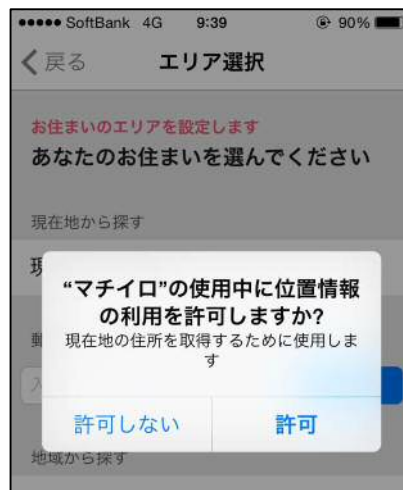 SoftBank 4G 9:39 90%
戻る エリア選択
お住まいのエリアを設定します
あなたのお住まいを選んでください
現在地から探す
現
“マチイロ”の使用中に位置情報
の利用を許可しますか?
現在地の住所を取得するために使用しま
す
許可しない 許可
地域から探す